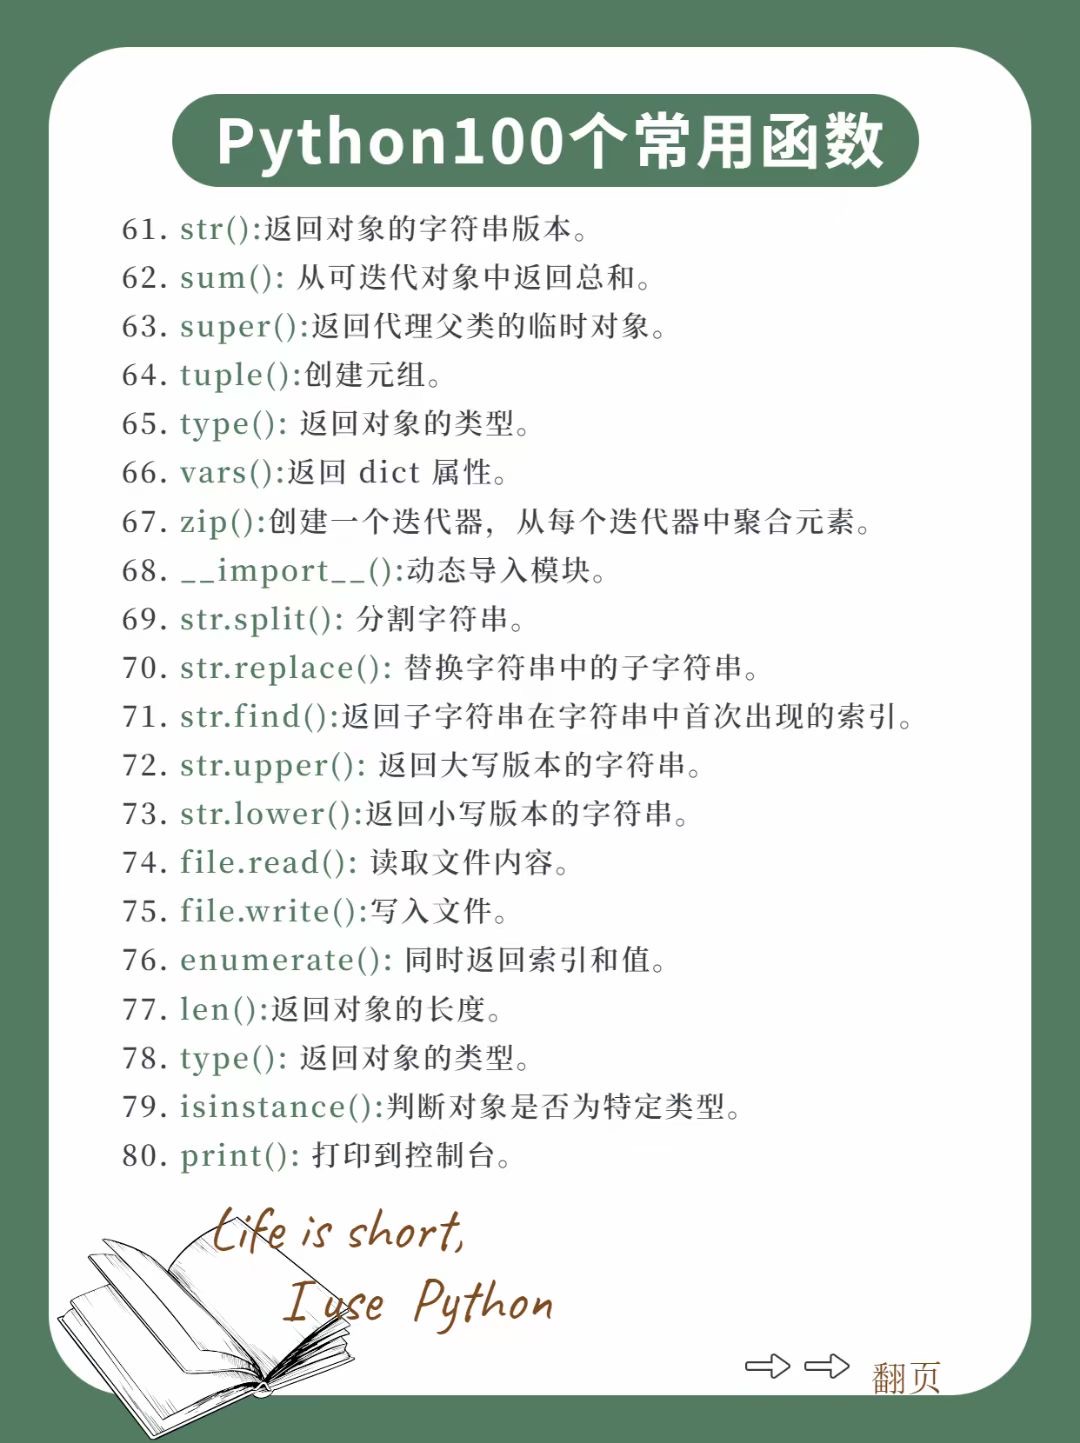 Python100个常用函数
61. str():返回对象的字符串版本。
62. sum(): 从可迭代对象中返回总和。
63. super():返回代理父类的临时对象。
64. tuple():创建元组。
65. type(): 返回对象的类型。
66. vars():返回 dict 属性。
67. zip():创建一个迭代器，从每个迭代器中聚合元素。
68. __import__():动态导入模块。
69. str.split(): 分割字符串。
70. str.replace(): 替换字符串中的子字符串。
71. str.find():返回子字符串在字符串中首次出现的索引。
72. str.upper(): 返回大写版本的字符串。
73. str.lower():返回小写版本的字符串。
74. file.read(): 读取文件内容。
75. file.write():写入文件。
76. enumerate(): 同时返回索引和值。
77. len():返回对象的长度。
78. type(): 返回对象的类型。
79. isinstance():判断对象是否为特定类型。
80. print(): 打印到控制台。
Life is short,
I use Python
翻页